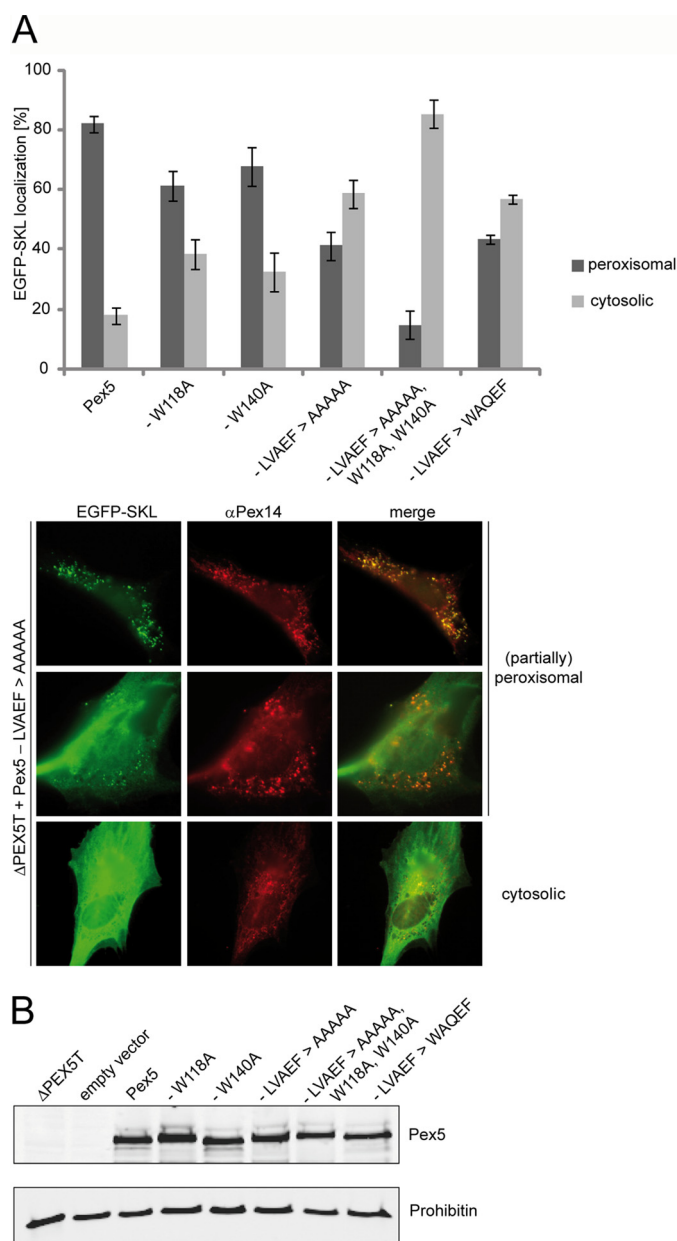 A
EGFP-SKL localization [%]
100
80
60
40
20
0
Pex5
- W118A
- W140A
- LVAEF > AAAAA
- LVAEF > AAAAA,
W118A, W140A
- LVAEF > WAQEF
peroxisomal
cytosolic
EGFP-SKL
αPex14
merge
ΔPEX5T + Pex5 – LVAEF > AAAAA
(partially)
peroxisomal
cytosolic
B
ΔPEX5T
empty vector
Pex5
- W118A
- W140A
- LVAEF > AAAAA
- LVAEF > AAAAA,
W118A, W140A
- LVAEF > WAQEF
Pex5
Prohibitin